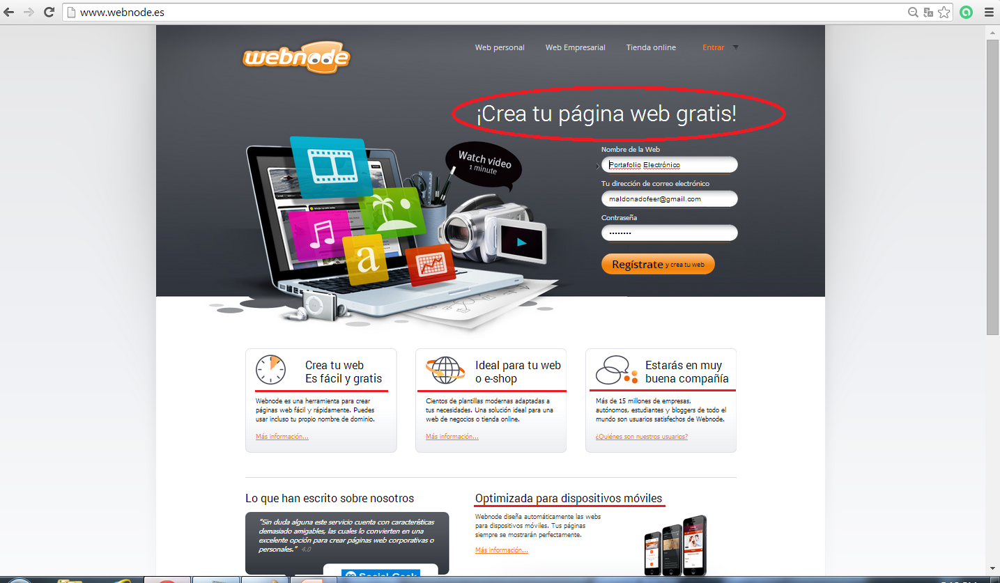 www.webnode.es
webnode
Web personal Web Empresarial Tienda online Entrar
¡Crea tu página web gratis!
Watch video
1 minute
Nombre de la Web
Portafolio Electrónico
Tu dirección de correo electrónico
maldonadofeer@gmail.com
Contraseña
••••••••
Regístrate y crea tu web
a
Crea tu web
Es fácil y gratis
Webnode es una herramienta para crear
páginas web fácil y rápidamente. Puedes
usar incluso tu propio nombre de dominio.
Más información...
Ideal para tu web
o e-shop
Cientos de plantillas modernas adaptadas a
tus necesidades. Una solución ideal para una
web de negocios o tienda online.
Más información...
Estarás en muy
buena compañía
Más de 15 millones de empresas,
autónomos, estudiantes y bloggers de todo el
mundo son usuarios satisfechos de Webnode.
¿Quiénes son nuestros usuarios?
Lo que han escrito sobre nosotros
"Sin duda alguna este servicio cuenta con características
demasiado amigables, las cuales lo convierten en una
excelente opción para crear páginas web corporativas o
personales." 4.0
Social Geek
Optimizada para dispositivos móviles
Webnode diseña automáticamente las webs
para dispositivos móviles. Tus páginas
siempre se mostrarán perfectamente.
Más información...